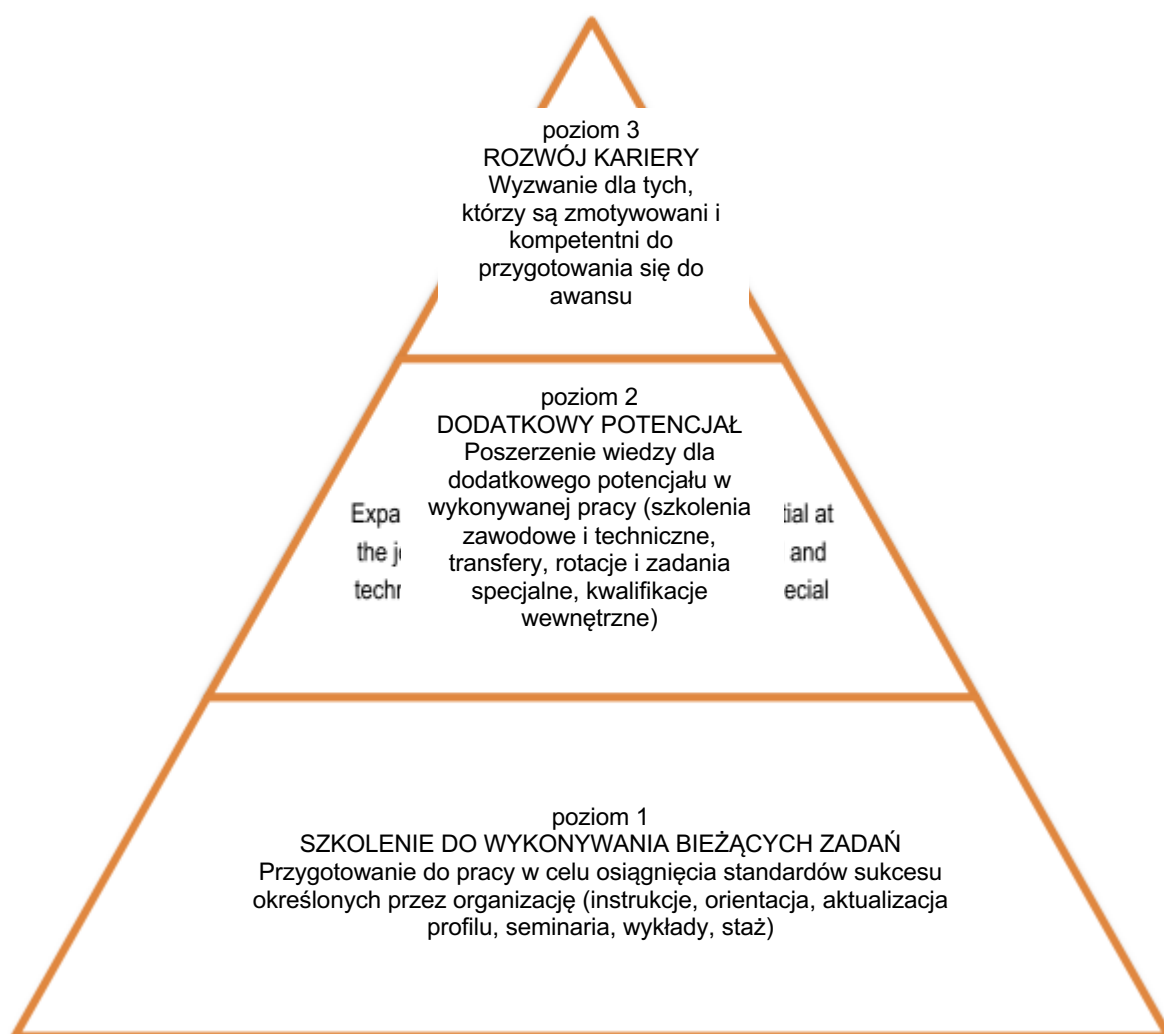 poziom 3
ROZWÓJ KARIERY
Wyzwanie dla tych,
którzy są zmotywowani i
kompetentni do
przygotowania się do
awansu
poziom 2
DODATKOWY POTENCJAŁ
Poszerzenie wiedzy dla
dodatkowego potencjału w
Expa wykonywanej pracy (szkolenia tial at
zawodowe i techniczne,
the j transfery, rotacje i zadania and
techr specjalne, kwalifikacje ecial
wewnętrzne)
poziom 1
SZKOLENIE DO WYKONYWANIA BIEŻĄCYCH ZADAŃ
Przygotowanie do pracy w celu osiągnięcia standardów sukcesu
określonych przez organizację (instrukcje, orientacja, aktualizacja
profilu, seminaria, wykłady, staż)